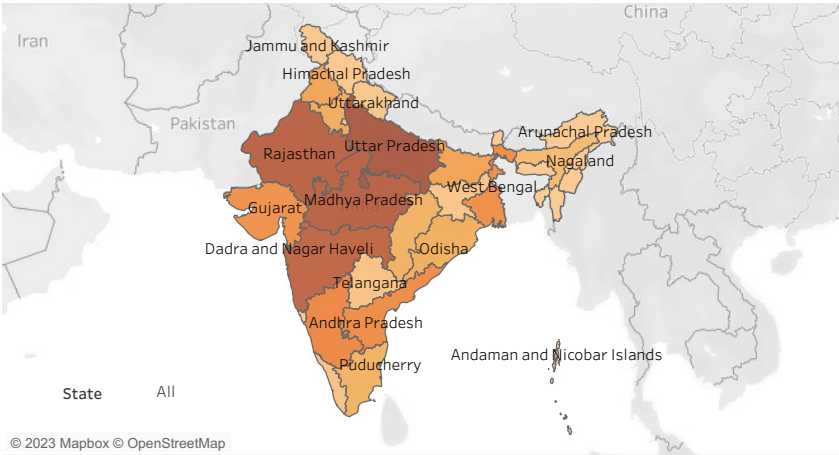 China
Iran
Jammu and Kashmir
Himachal Pradesh
Uttarakhand
Pakistan
Arunachal Pradesh
Uttar Pradesh
Rajasthan
Nagaland
West Bengal
Madhya Pradesh
Gujarat
Dadra and Nagar Haveli
Odisha
Telangana
Andhra Pradesh
Andaman and Nicobar Islands
Puducherry
State All
© 2023 Mapbox © OpenStreetMap